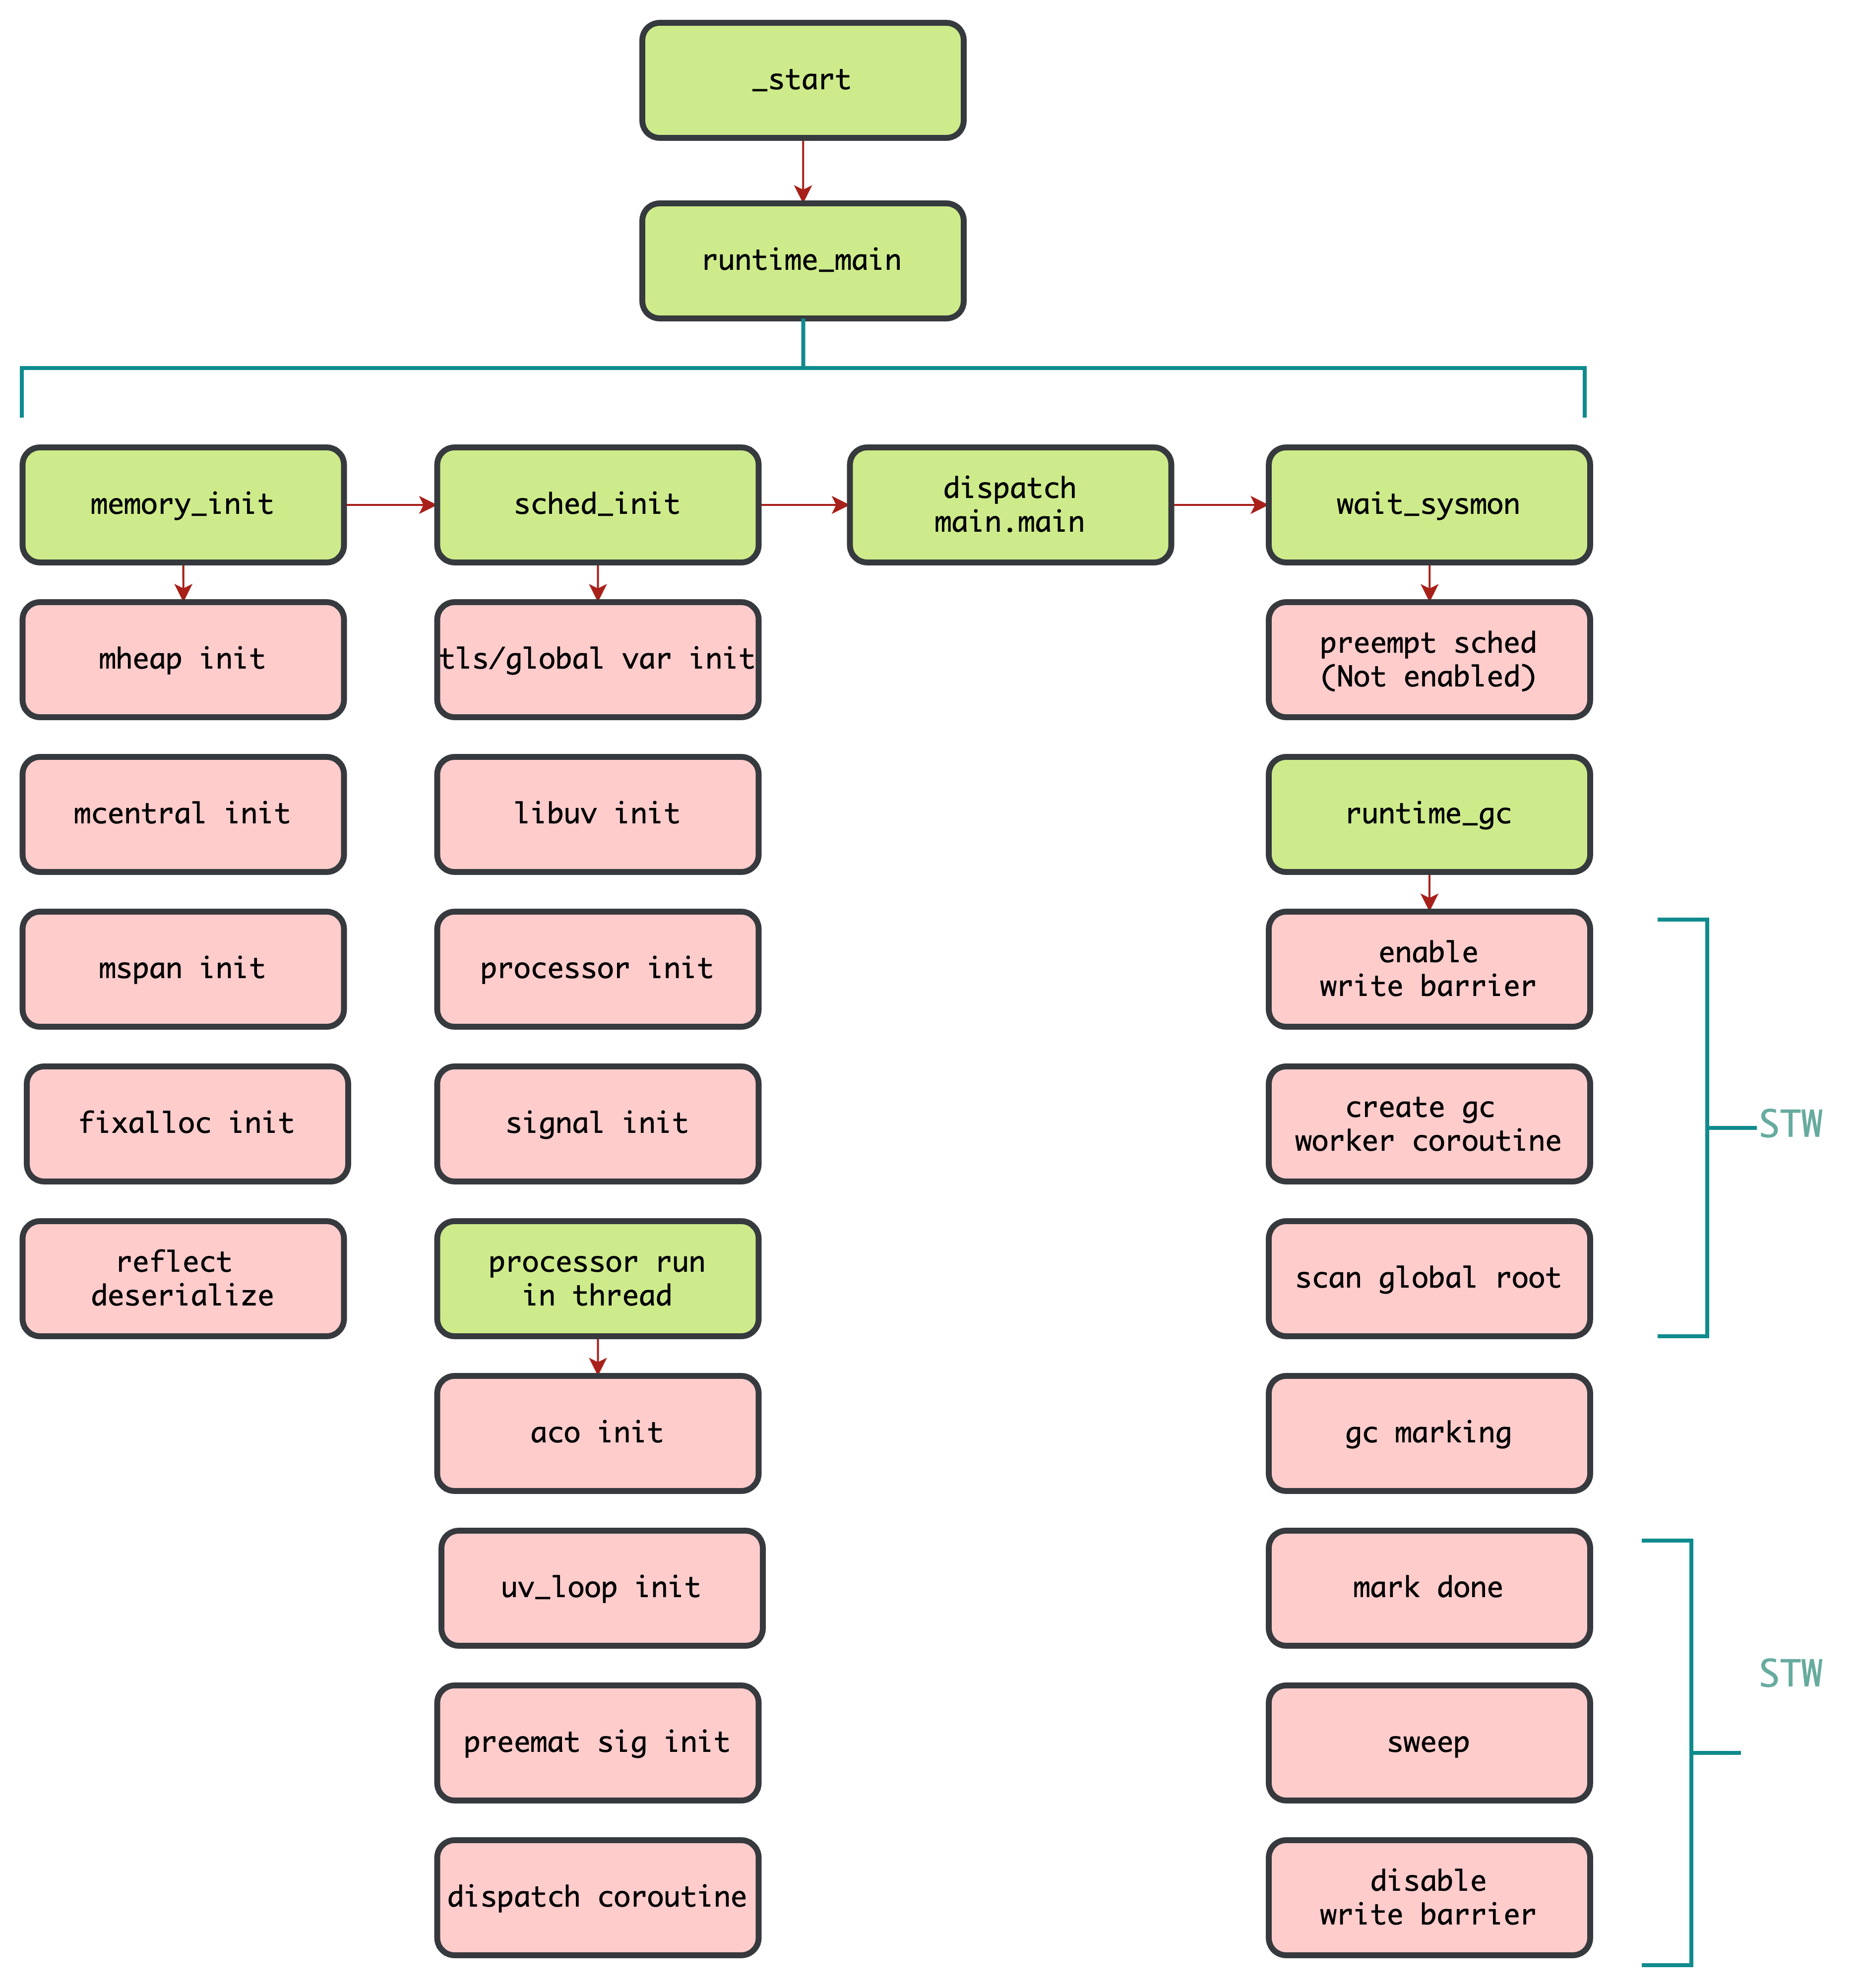 _start
runtime_main
memory_init
sched_init
dispatch
main.main
wait_sysmon
mheap init
tls/global var init
preempt sched
(Not enabled)
mcentral init
libuv init
runtime_gc
mspan init
processor init
enable
write barrier
fixalloc init
signal init
create gc
worker coroutine
STW
reflect
deserialize
processor run
in thread
scan global root
aco init
gc marking
uv_loop init
mark done
STW
preemat sig init
sweep
dispatch coroutine
disable
write barrier